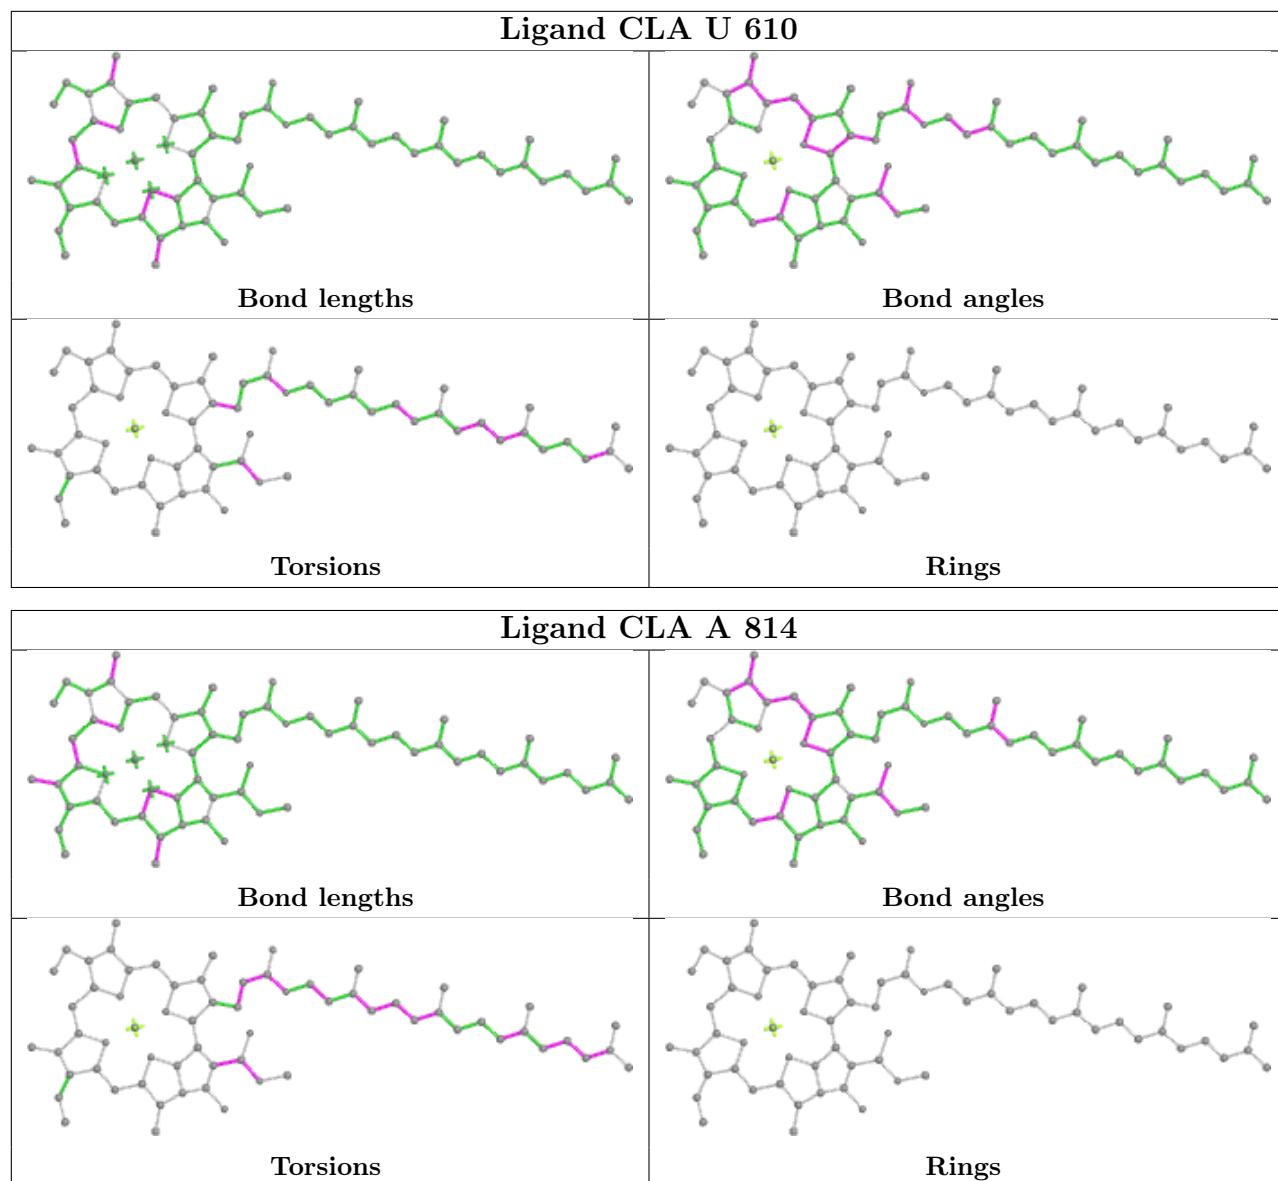 Ligand CLA U 610
Bond lengths
Bond angles
Torsions
Rings
Ligand CLA A 814
Bond lengths
Bond angles
Torsions
Rings